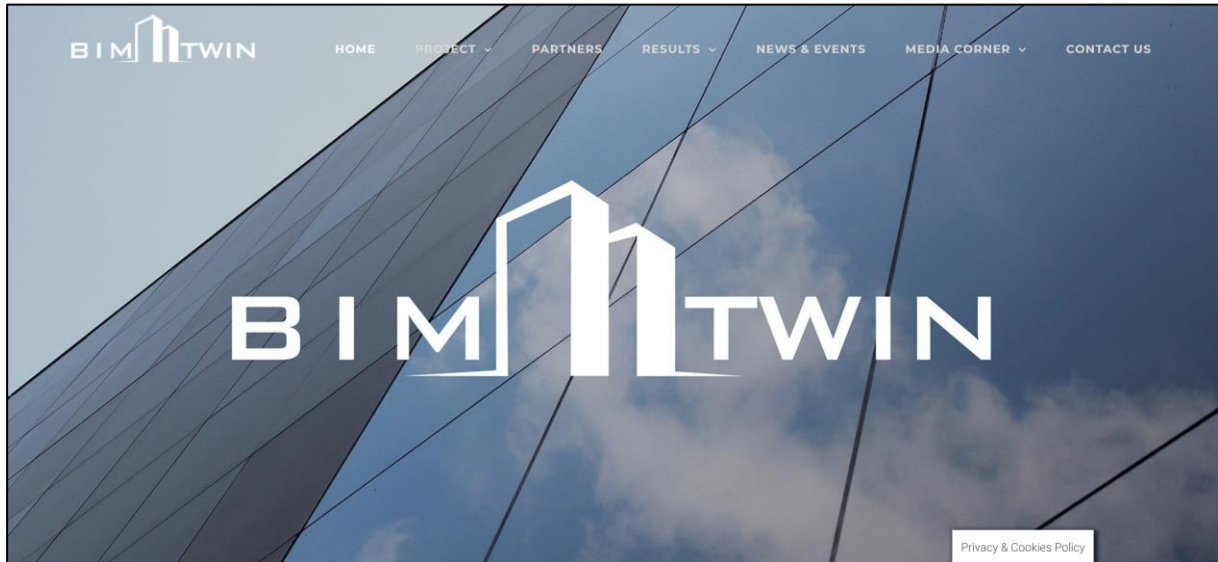 BIM TWIN HOME PROJECT PARTNERS RESULTS NEWS & EVENTS MEDIA CORNER CONTACT US
BIM TWIN
Privacy & Cookies Policy